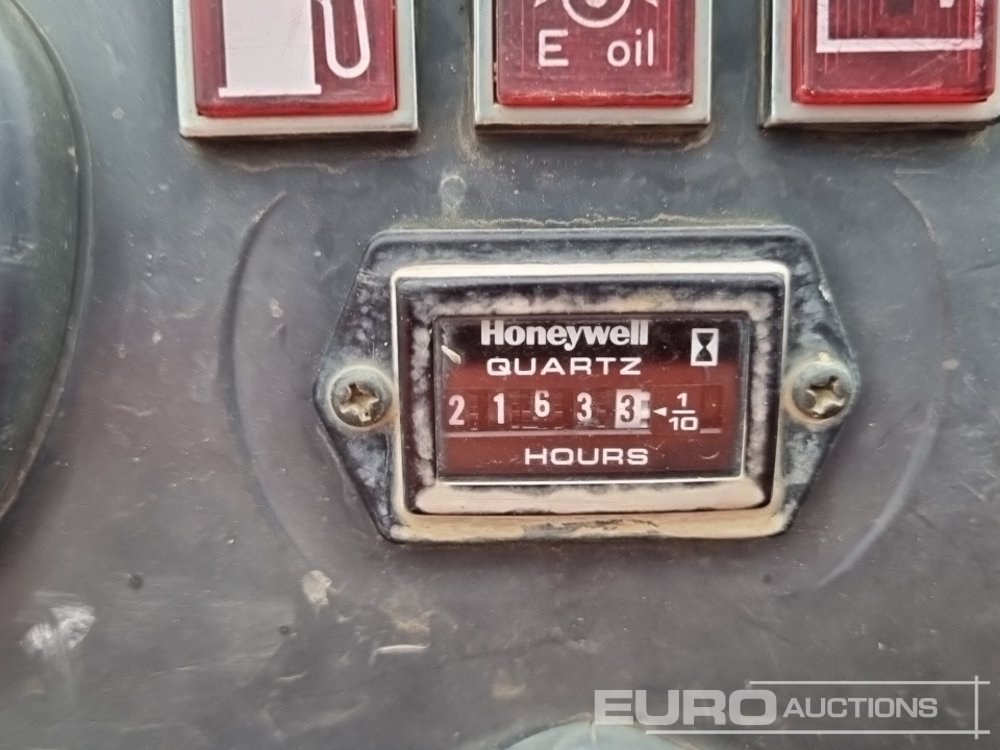 E oil
Honeywell
QUARTZ
2 1 6 3 3 1/10
HOURS
EURO AUCTIONS